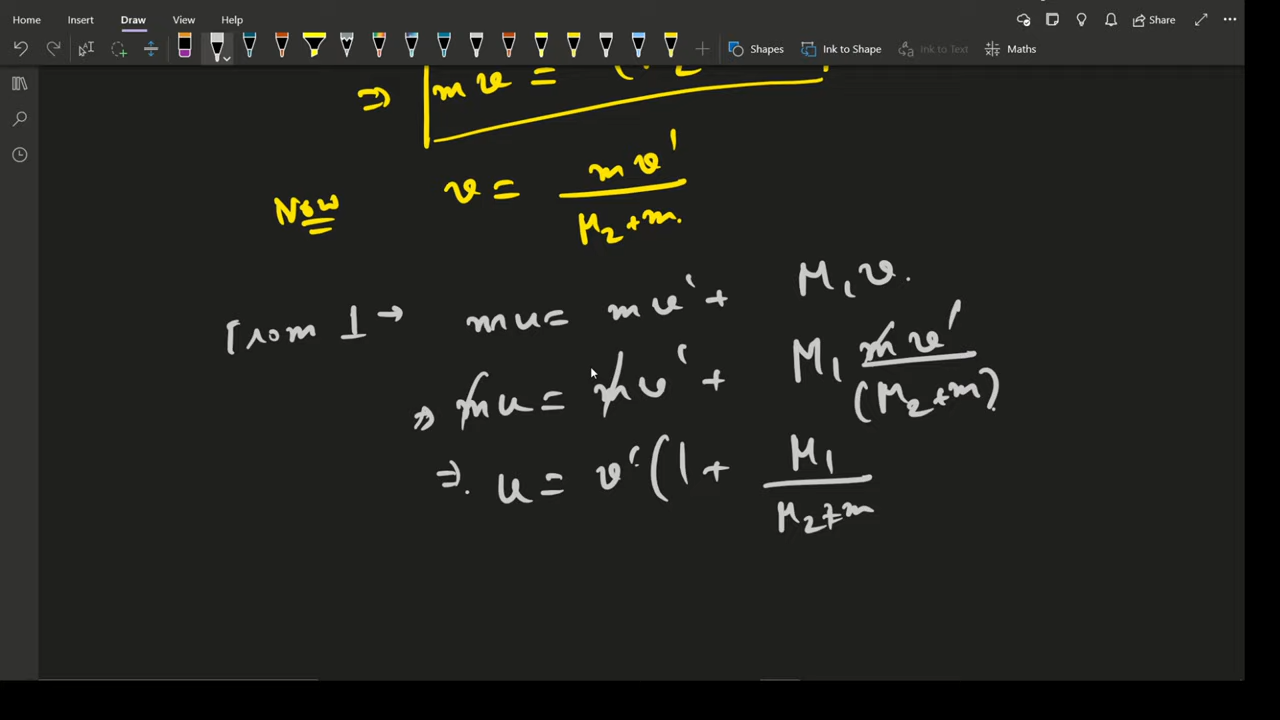 Home Insert Draw View Help Share
Shapes Ink to Shape Ink to Text Maths
⇒ mv =
Now v = mv' / M₂+m.
From 1 → mu = mv' + M₁v.
⇒ mu = mv' + M₁ mv' / (M₂+m).
⇒. u = v' (1 + M₁ / M₂+m